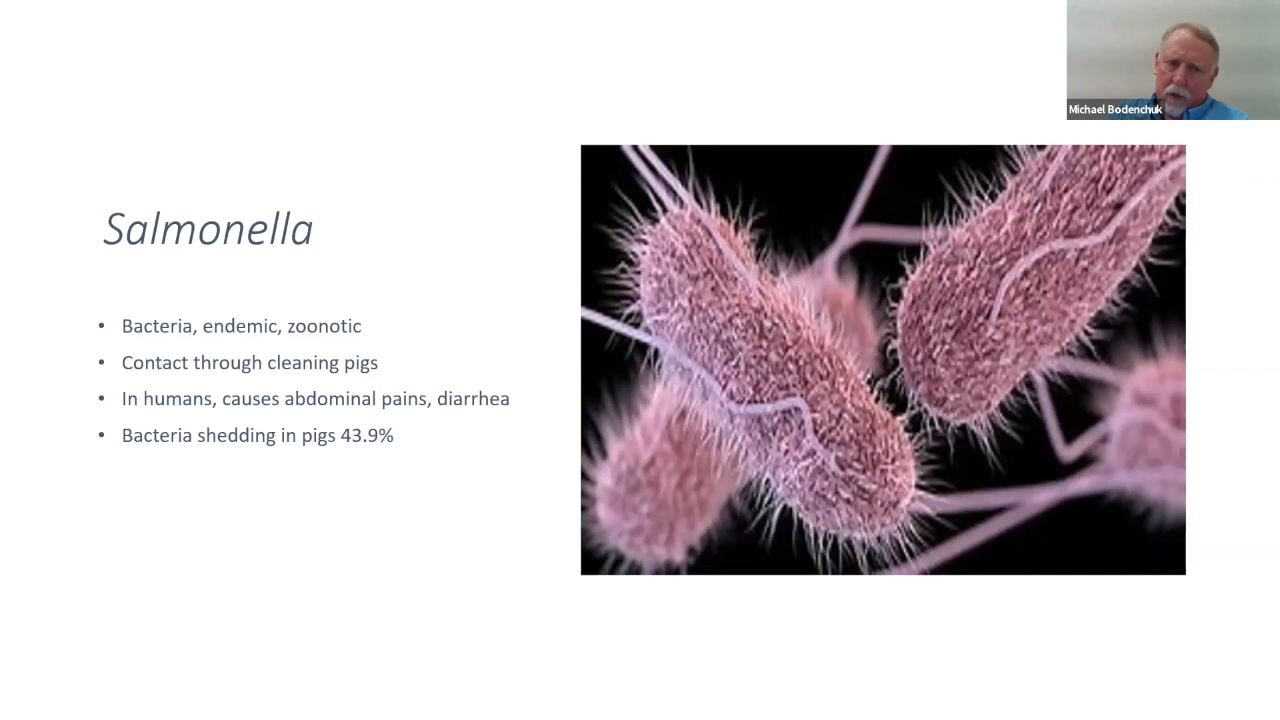 Michael Bodenchuk
Salmonella
• Bacteria, endemic, zoonotic
• Contact through cleaning pigs
• In humans, causes abdominal pains, diarrhea
• Bacteria shedding in pigs 43.9%